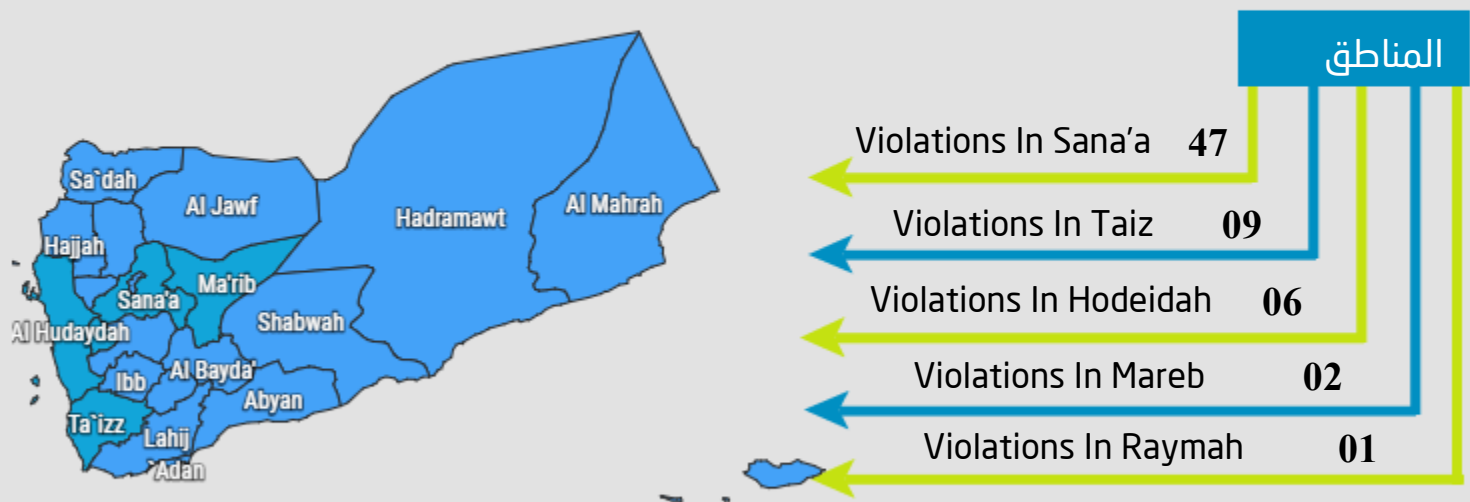 المناطق
Violations In Sana'a 47
Violations In Taiz 09
Violations In Hodeidah 06
Violations In Mareb 02
Violations In Raymah 01
Sa`dah
Al Jawf
Hadramawt
Al Mahrah
Hajjah
Ma'rib
Sana'a
Shabwah
Al Hudaydah
Al Bayda'
Ibb
Abyan
Ta`izz
Lahij
`Adan